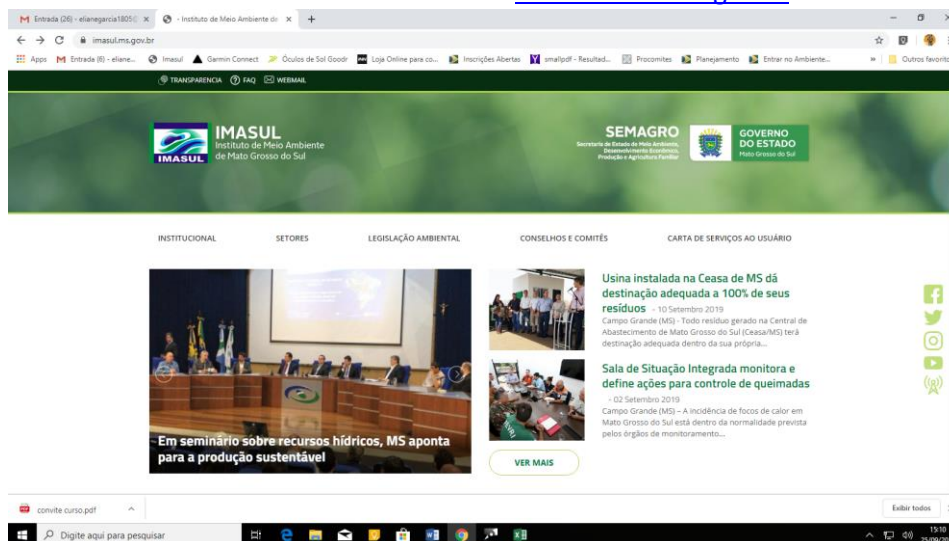 Entrada (26) - elianegarcia1805@
- Instituto de Meio Ambiente de
imasul.ms.gov.br
Apps
Entrada (6) - eliane...
Imasul
Garmin Connect
Óculos de Sol Goodr
Loja Online para co...
Inscrições Abertas
smallpdf - Resultad...
Procomites
Planejamento
Entrar no Ambiente...
Outros favorito
TRANSPARENCIA
FAQ
WEBMAIL
IMASUL
IMASUL
Instituto de Meio Ambiente
de Mato Grosso do Sul
SEMAGRO
Secretaria de Estado de Meio Ambiente,
Desenvolvimento Econômico,
Produção e Agricultura Familiar
GOVERNO
DO ESTADO
Mato Grosso do Sul
INSTITUCIONAL
SETORES
LEGISLAÇÃO AMBIENTAL
CONSELHOS E COMITÊS
CARTA DE SERVIÇOS AO USUÁRIO
Em seminário sobre recursos hídricos, MS aponta
para a produção sustentável
Usina instalada na Ceasa de MS dá
destinação adequada a 100% de seus
resíduos - 10 Setembro 2019
Campo Grande (MS) - Todo resíduo gerado na Central de
Abastecimento de Mato Grosso do Sul (Ceasa/MS) terá
destinação adequada dentro da sua própria...
Sala de Situação Integrada monitora e
define ações para controle de queimadas
- 02 Setembro 2019
Campo Grande (MS) – A incidência de focos de calor em
Mato Grosso do Sul está dentro da normalidade prevista
pelos órgãos de monitoramento...
VER MAIS
convite curso.pdf
Exibir todos
Digite aqui para pesquisar
15:10
25/09/20